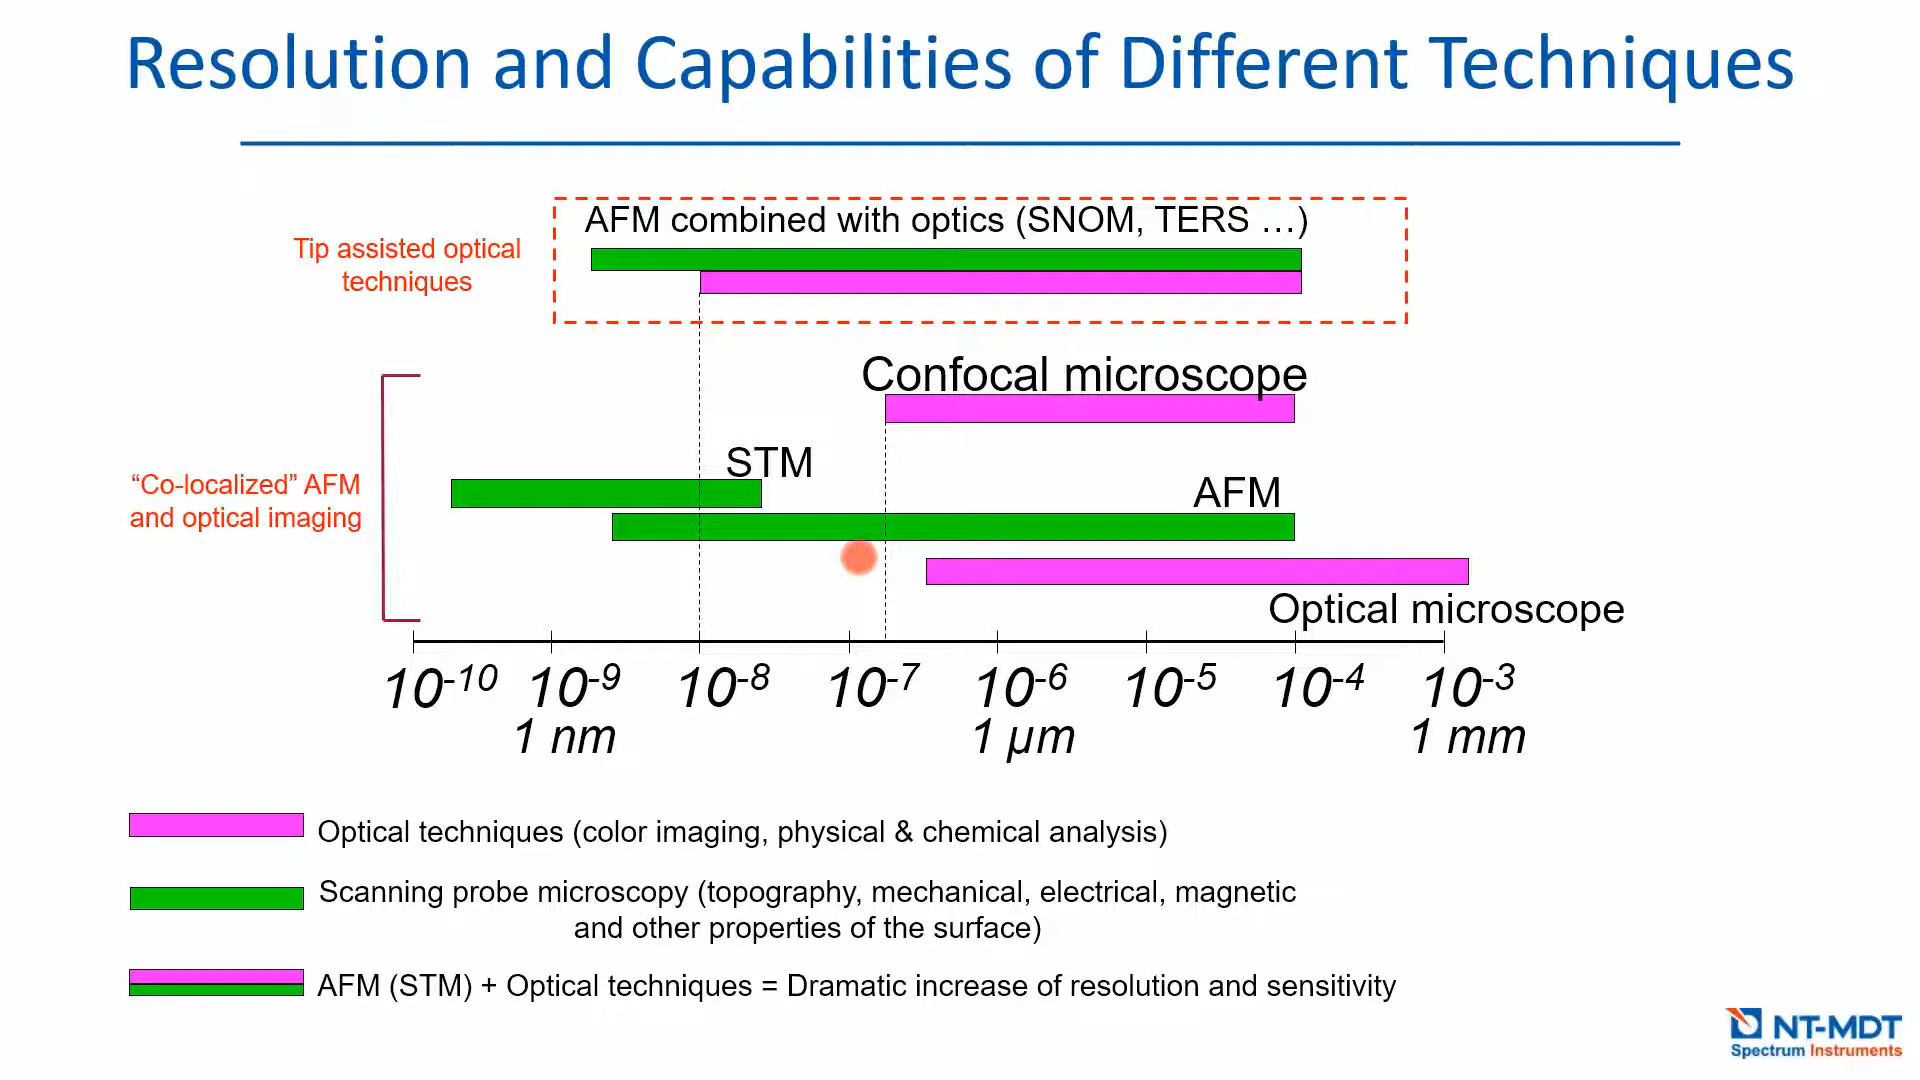 Resolution and Capabilities of Different Techniques
AFM combined with optics (SNOM, TERS …)
Tip assisted optical
techniques
Confocal microscope
STM
AFM
“Co-localized” AFM
and optical imaging
Optical microscope
10-10 10-9 10-8 10-7 10-6 10-5 10-4 10-3
1 nm 1 µm 1 mm
Optical techniques (color imaging, physical & chemical analysis)
Scanning probe microscopy (topography, mechanical, electrical, magnetic
and other properties of the surface)
AFM (STM) + Optical techniques = Dramatic increase of resolution and sensitivity
NT-MDT
Spectrum Instruments